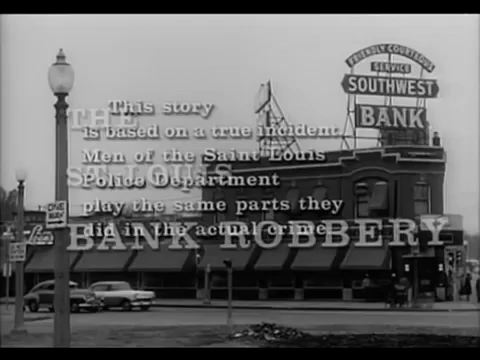 FRIENDLY COURTEOUS
SERVICE
SOUTHWEST
BANK
This story
is based on a true incident.
Men of the Saint Louis
Police Department
play the same parts they
did in the actual crime.
THE
ST. LOUIS
BANK ROBBERY